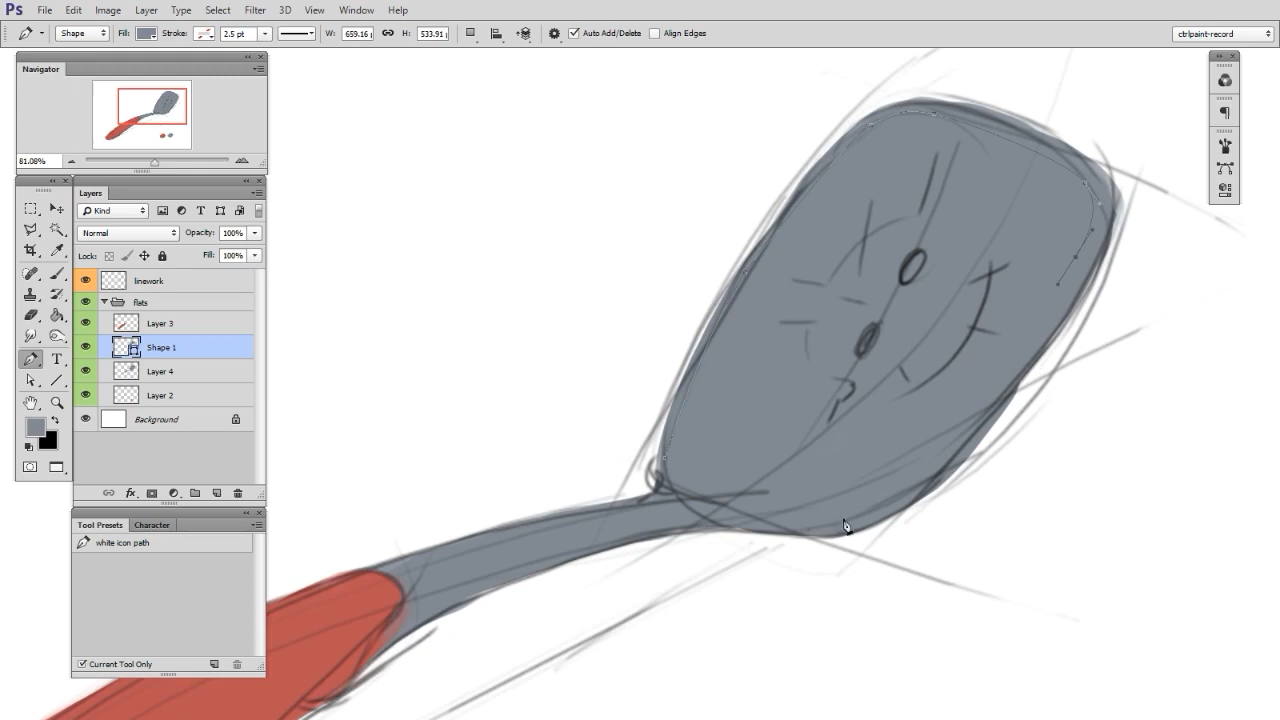 Ps File Edit Image Layer Type Select Filter 3D View Window Help
Shape Fill: Stroke: 2.5 pt W: 659.16 H: 533.91 Auto Add/Delete Align Edges ctrlpaint-record
Navigator
81.08%
Layers
Kind
Normal Opacity: 100%
Lock: Fill: 100%
linework
flats
Layer 3
Shape 1
Layer 4
Layer 2
Background
Tool Presets Character
white icon path
Current Tool Only